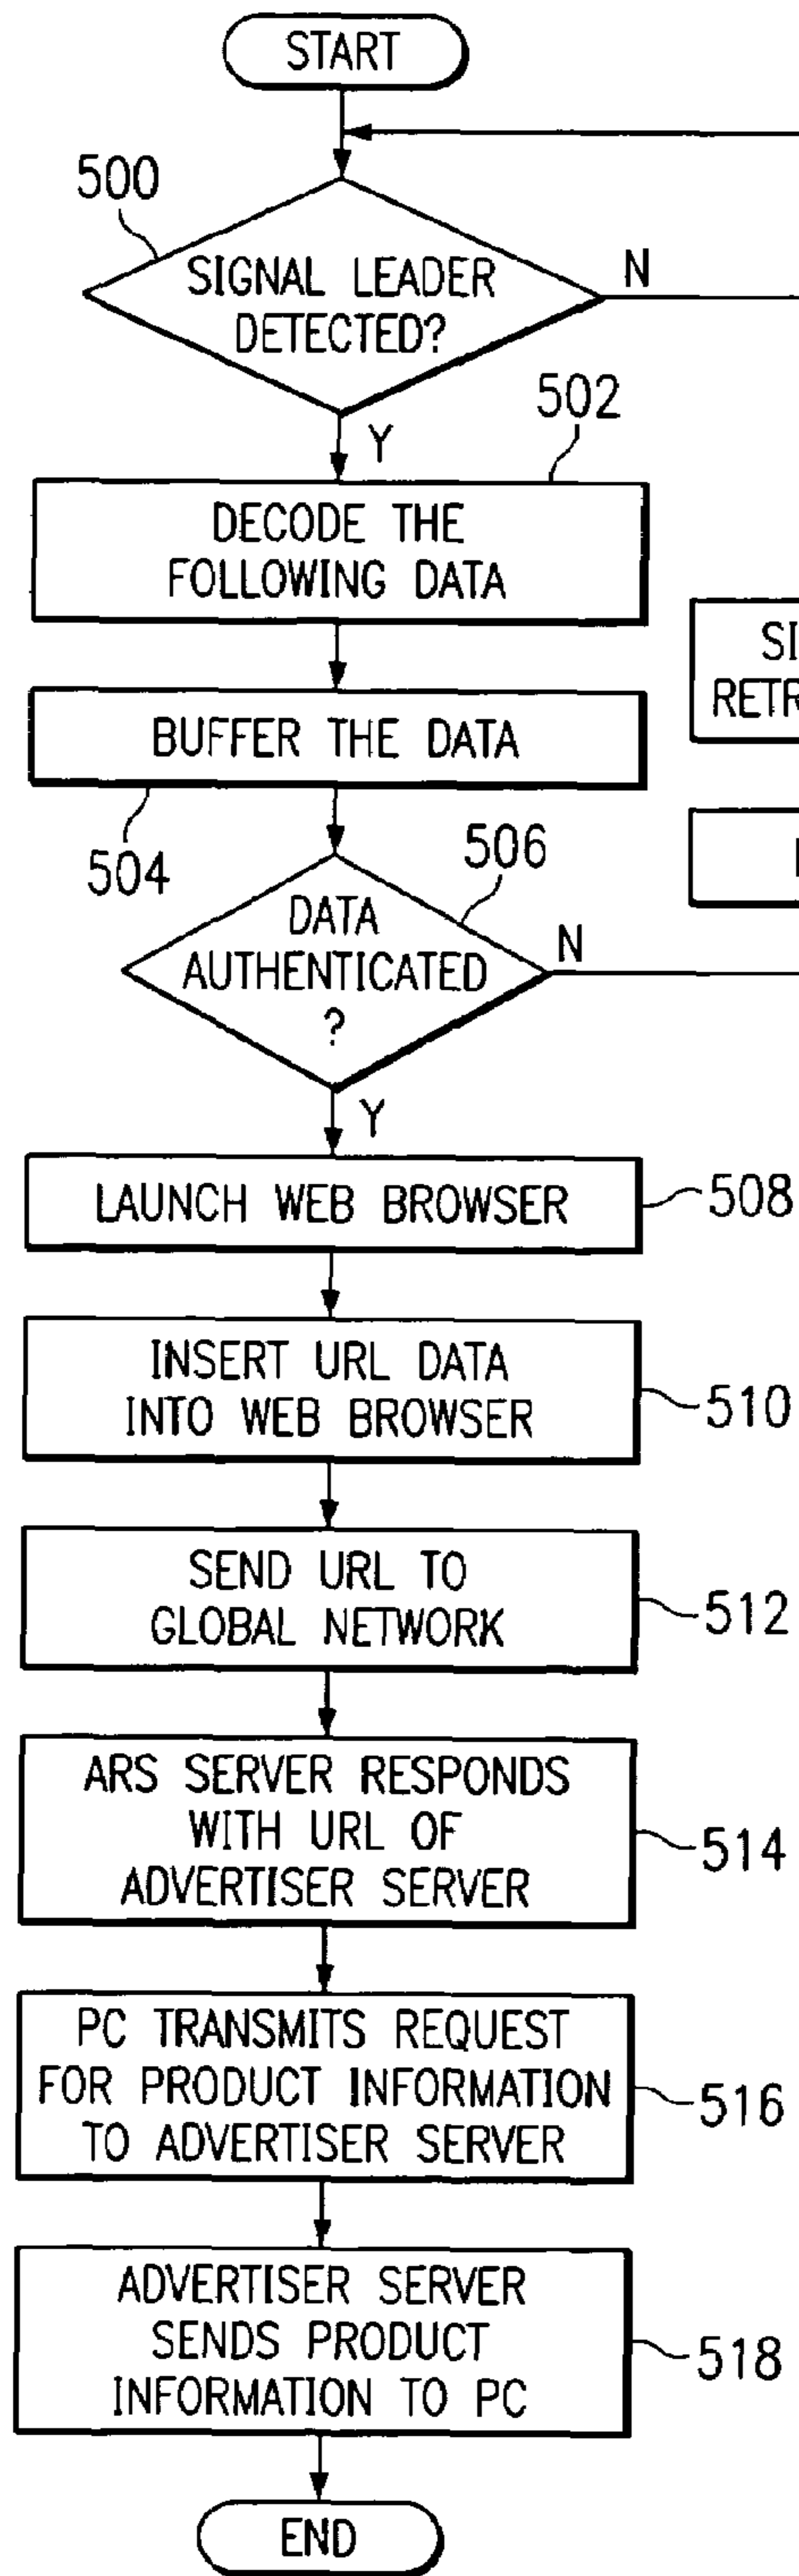 START
500
SIGNAL LEADER
DETECTED?
N
Y
502
DECODE THE
FOLLOWING DATA
BUFFER THE DATA
504
506
DATA
AUTHENTICATED
?
N
Y
LAUNCH WEB BROWSER
508
INSERT URL DATA
INTO WEB BROWSER
510
SEND URL TO
GLOBAL NETWORK
512
ARS SERVER RESPONDS
WITH URL OF
ADVERTISER SERVER
514
PC TRANSMITS REQUEST
FOR PRODUCT INFORMATION
TO ADVERTISER SERVER
516
ADVERTISER SERVER
SENDS PRODUCT
INFORMATION TO PC
518
END